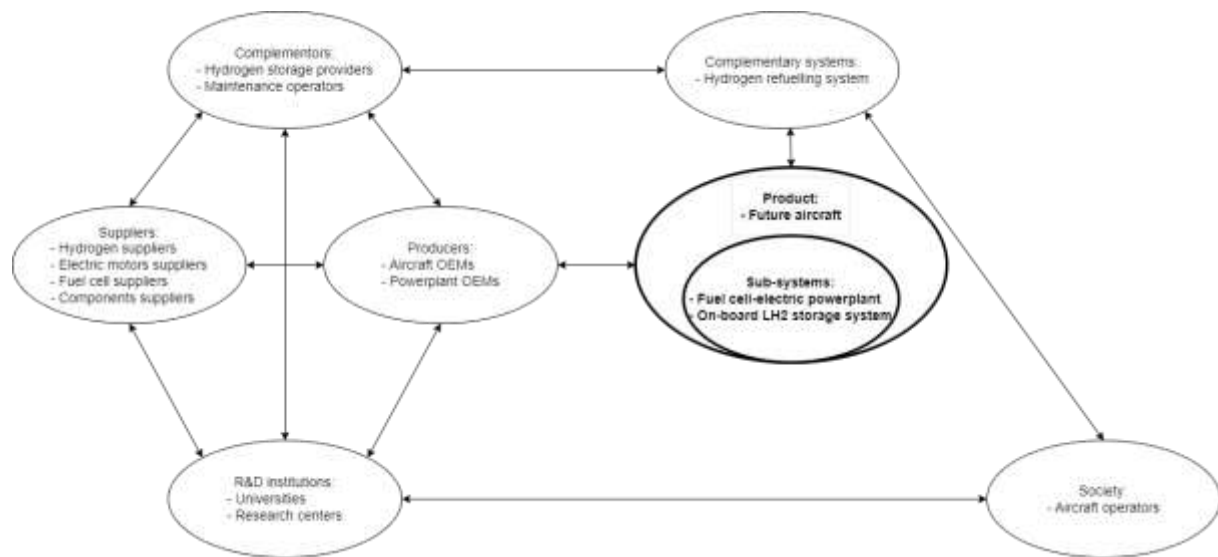 Complementors:
- Hydrogen storage providers
- Maintenance operators
Complementary systems:
- Hydrogen refuelling system
Product:
- Future aircraft
Suppliers:
- Hydrogen suppliers
- Electric motors suppliers
- Fuel cell suppliers
- Components suppliers
Producers:
- Aircraft OEMs
- Powerplant OEMs
Sub-systems:
- Fuel cell-electric powerplant
- On-board LH2 storage system
R&D institutions:
- Universities
- Research centers
Society
- Aircraft operators